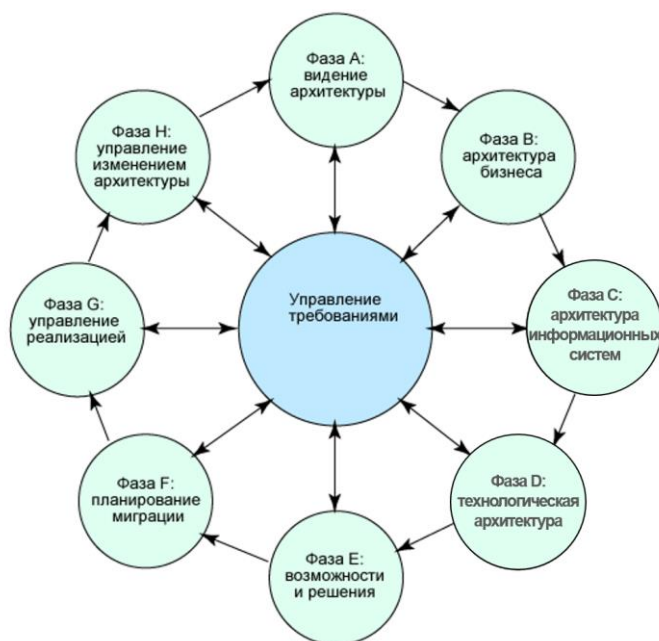 Фаза A:
видение
архитектуры
Фаза B:
архитектура
бизнеса
Фаза C:
архитектура
информационных
систем
Фаза D:
технологическая
архитектура
Фаза E:
возможности
и решения
Фаза F:
планирование
миграции
Фаза G:
управление
реализацией
Фаза H:
управление
изменением
архитектуры
Управление
требованиями